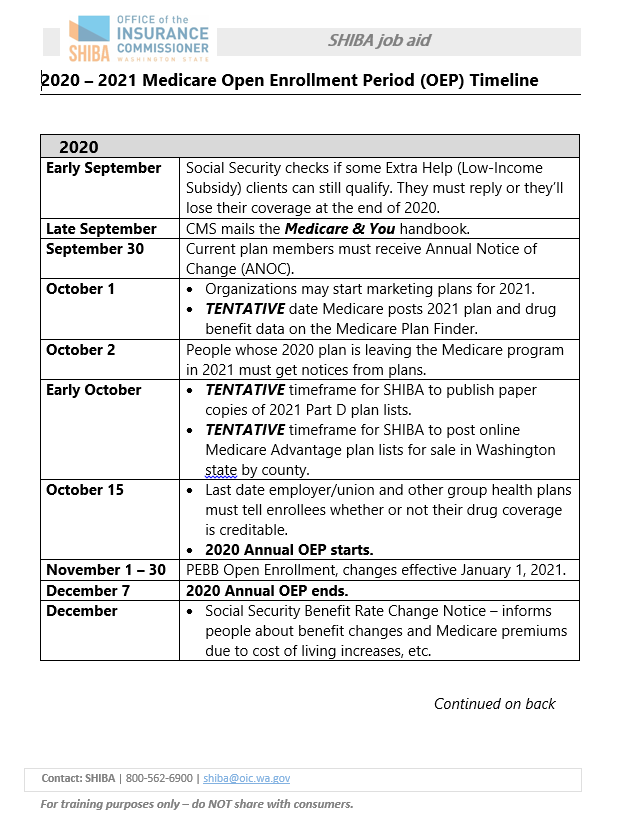 OFFICE of the
INSURANCE
COMMISSIONER
SHIBA WASHINGTON STATE
SHIBA job aid
2020 – 2021 Medicare Open Enrollment Period (OEP) Timeline
2020
Early September
Social Security checks if some Extra Help (Low-Income
Subsidy) clients can still qualify. They must reply or they’ll
lose their coverage at the end of 2020.
Late September
CMS mails the Medicare & You handbook.
September 30
Current plan members must receive Annual Notice of
Change (ANOC).
October 1
• Organizations may start marketing plans for 2021.
• TENTATIVE date Medicare posts 2021 plan and drug
benefit data on the Medicare Plan Finder.
October 2
People whose 2020 plan is leaving the Medicare program
in 2021 must get notices from plans.
Early October
• TENTATIVE timeframe for SHIBA to publish paper
copies of 2021 Part D plan lists.
• TENTATIVE timeframe for SHIBA to post online
Medicare Advantage plan lists for sale in Washington
state by county.
October 15
• Last date employer/union and other group health plans
must tell enrollees whether or not their drug coverage
is creditable.
• 2020 Annual OEP starts.
November 1 – 30
PEBB Open Enrollment, changes effective January 1, 2021.
December 7
2020 Annual OEP ends.
December
• Social Security Benefit Rate Change Notice – informs
people about benefit changes and Medicare premiums
due to cost of living increases, etc.
Continued on back
Contact: SHIBA | 800-562-6900 | shiba@oic.wa.gov
For training purposes only – do NOT share with consumers.